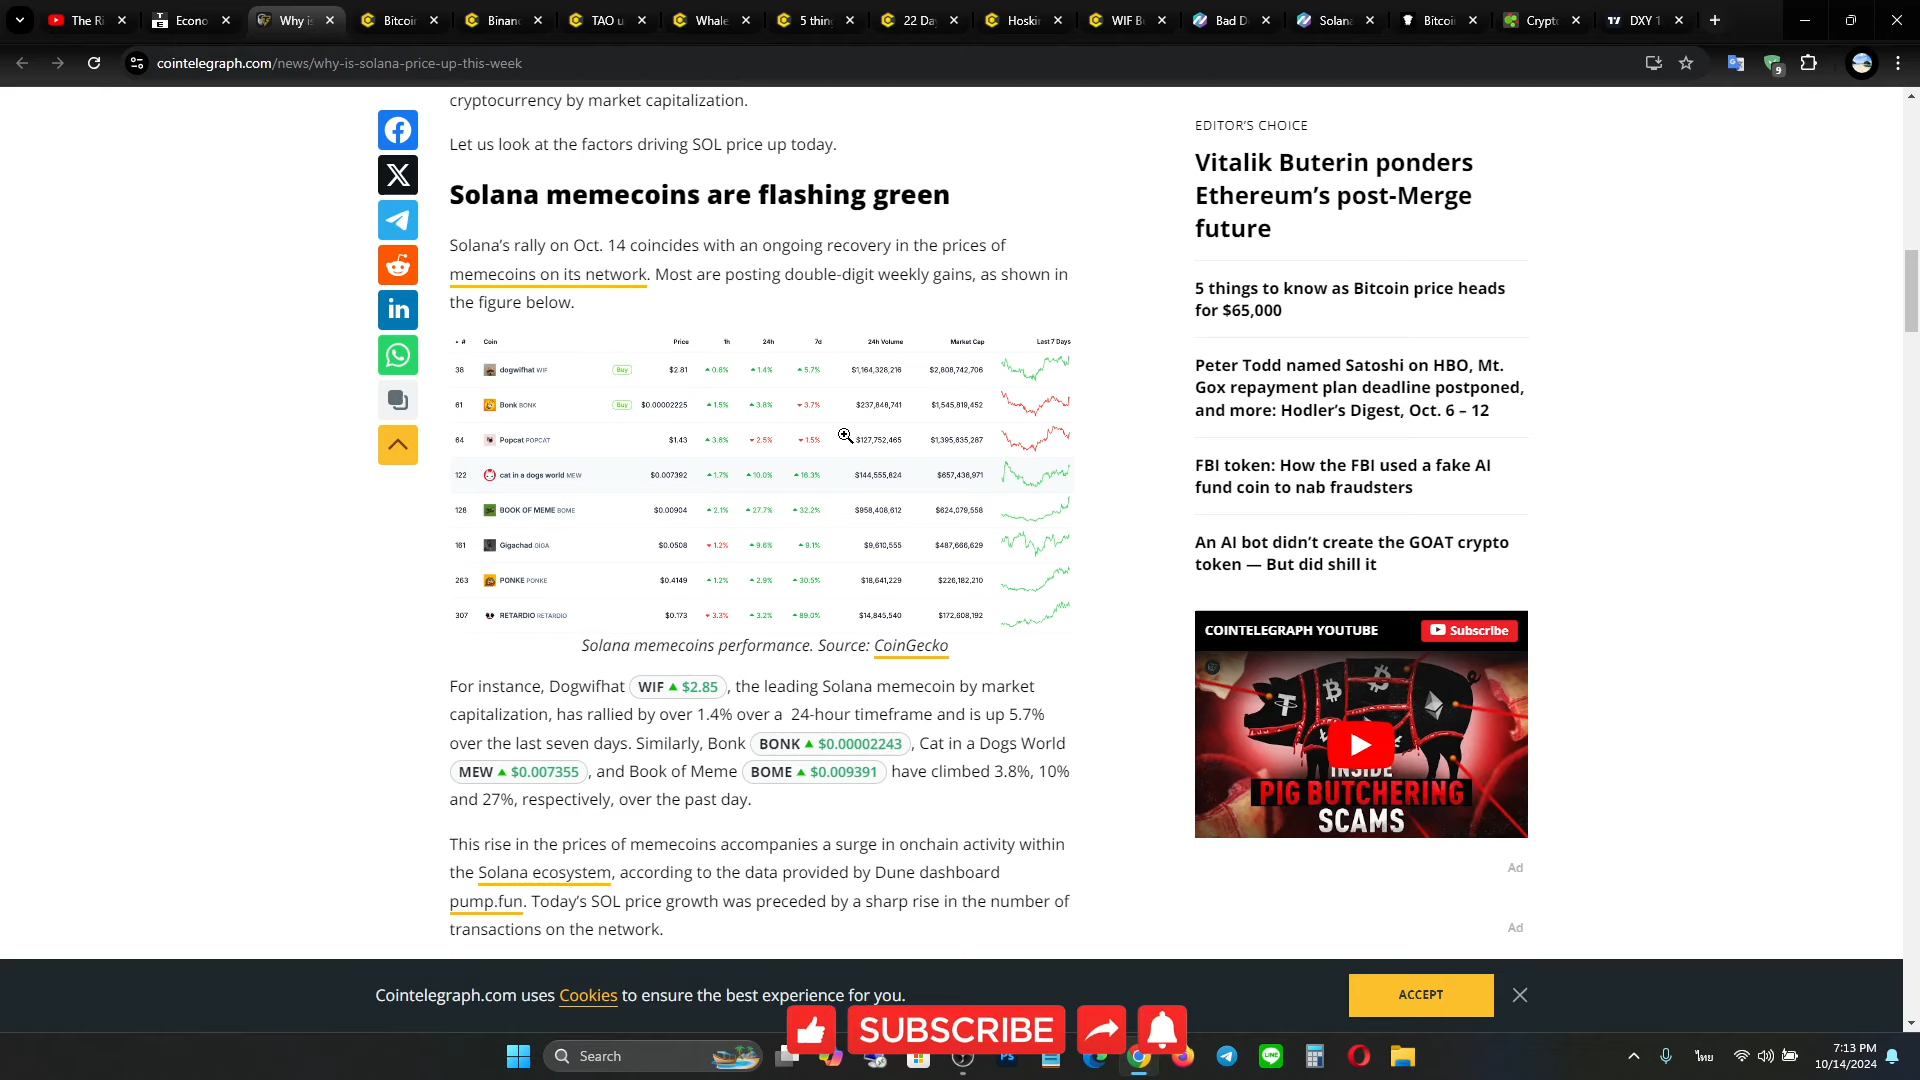 The Ri
Econo
Why is
Bitcoin
Binanc
TAO u
Whale
5 thing
22 Da
Hoskin
WIF B
Bad D
Solana
Bitcoin
Crypto
DXY 1
cointelegraph.com/news/why-is-solana-price-up-this-week
9
cryptocurrency by market capitalization.
Let us look at the factors driving SOL price up today.
Solana memecoins are flashing green
Solana’s rally on Oct. 14 coincides with an ongoing recovery in the prices of
memecoins on its network. Most are posting double-digit weekly gains, as shown in
the figure below.
# Coin Price 1h 24h 7d 24h Volume Market Cap Last 7 Days
38 dogwifhat WIF Buy $2.81 0.6% 1.4% 5.7% $1,164,328,216 $2,808,742,706
61 Bonk BONK Buy $0.00002225 1.5% 3.8% 3.7% $237,848,741 $1,545,819,452
64 Popcat POPCAT $1.43 3.6% 2.5% 1.5% $127,752,465 $1,395,635,287
122 cat in a dogs world MEW $0.007392 1.7% 10.0% 16.3% $144,555,824 $657,436,971
128 BOOK OF MEME BOME $0.00904 2.1% 27.7% 32.2% $958,408,612 $624,079,558
161 Gigachad GIGA $0.0508 1.2% 9.6% 9.1% $9,610,555 $487,666,629
263 PONKE PONKE $0.4149 1.2% 2.9% 30.5% $18,641,229 $226,182,210
307 RETARDIO RETARDIO $0.173 3.3% 3.2% 89.0% $14,845,540 $172,608,192
Solana memecoins performance. Source: CoinGecko
For instance, Dogwifhat WIF ▲ $2.85, the leading Solana memecoin by market
capitalization, has rallied by over 1.4% over a 24-hour timeframe and is up 5.7%
over the last seven days. Similarly, Bonk BONK ▲ $0.00002243, Cat in a Dogs World
MEW ▲ $0.007355, and Book of Meme BOME ▲ $0.009391 have climbed 3.8%, 10%
and 27%, respectively, over the past day.
This rise in the prices of memecoins accompanies a surge in onchain activity within
the Solana ecosystem, according to the data provided by Dune dashboard
pump.fun. Today’s SOL price growth was preceded by a sharp rise in the number of
transactions on the network.
EDITOR’S CHOICE
Vitalik Buterin ponders
Ethereum’s post-Merge
future
5 things to know as Bitcoin price heads
for $65,000
Peter Todd named Satoshi on HBO, Mt.
Gox repayment plan deadline postponed,
and more: Hodler’s Digest, Oct. 6 – 12
FBI token: How the FBI used a fake AI
fund coin to nab fraudsters
An AI bot didn’t create the GOAT crypto
token — But did shill it
COINTELEGRAPH YOUTUBE
Subscribe
INSIDE
PIG BUTCHERING
SCAMS
Ad
Ad
Cointelegraph.com uses Cookies to ensure the best experience for you.
ACCEPT
SUBSCRIBE
Search
Ps
LINE
ไทย
7:13 PM
10/14/2024